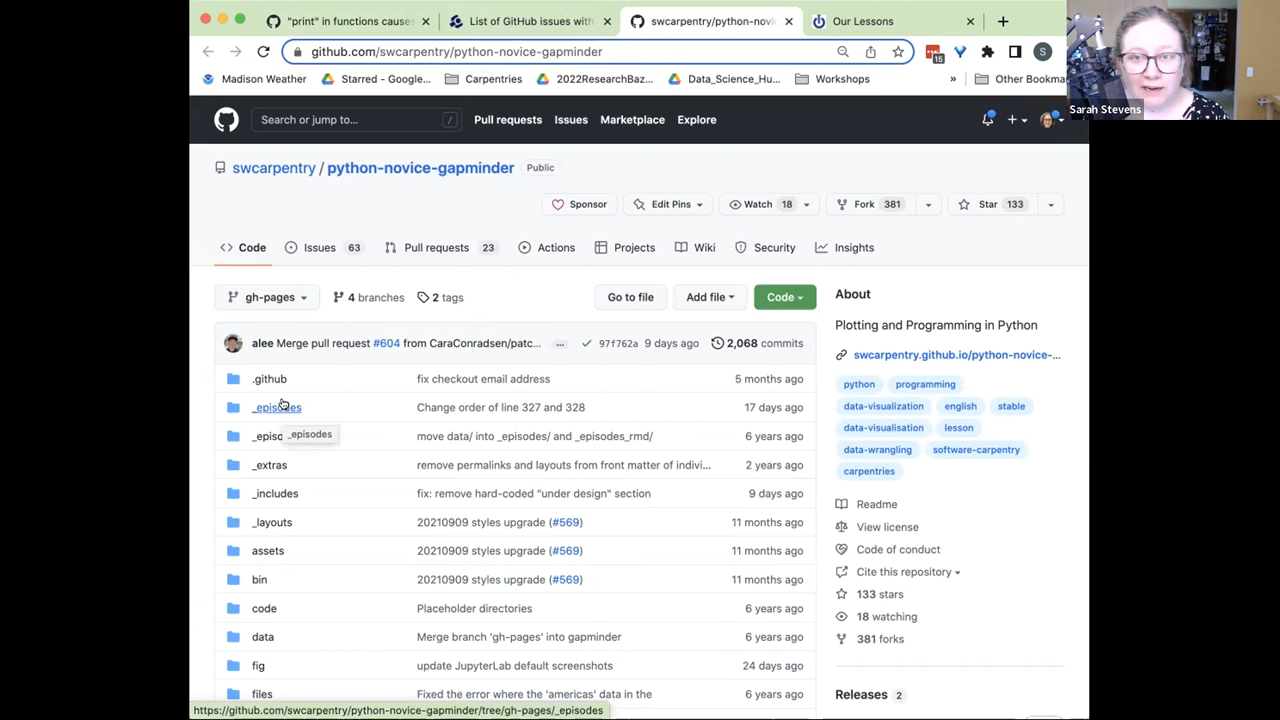 "print" in functions cause
List of GitHub issues with
swcarpentry/python-novi
Our Lessons
github.com/swcarpentry/python-novice-gapminder
15
S
Madison Weather
Starred - Google...
Carpentries
2022ResearchBaz...
Data_Science_Hu...
Workshops
»
Other Bookma
Sarah Stevens
Search or jump to...
/
Pull requests
Issues
Marketplace
Explore
swcarpentry / python-novice-gapminder
Public
Sponsor
Edit Pins
Watch 18
Fork 381
Star 133
Code
Issues 63
Pull requests 23
Actions
Projects
Wiki
Security
Insights
gh-pages
4 branches
2 tags
Go to file
Add file
Code
alee Merge pull request #604 from CaraConradsen/patc... ... 97f762a 9 days ago 2,068 commits
.github fix checkout email address 5 months ago
_episodes Change order of line 327 and 328 17 days ago
_episo move data/ into _episodes/ and _episodes_rmd/ 6 years ago
_episodes
_extras remove permalinks and layouts from front matter of indivi... 2 years ago
_includes fix: remove hard-coded "under design" section 9 days ago
_layouts 20210909 styles upgrade (#569) 11 months ago
assets 20210909 styles upgrade (#569) 11 months ago
bin 20210909 styles upgrade (#569) 11 months ago
code Placeholder directories 6 years ago
data Merge branch 'gh-pages' into gapminder 6 years ago
fig update JupyterLab default screenshots 24 days ago
files Fixed the error where the 'americas' data in the 6 years ago
https://github.com/swcarpentry/python-novice-gapminder/tree/gh-pages/_episodes
About
Plotting and Programming in Python
swcarpentry.github.io/python-novice-...
python
programming
data-visualization
english
stable
data-visualisation
lesson
data-wrangling
software-carpentry
carpentries
Readme
View license
Code of conduct
Cite this repository
133 stars
18 watching
381 forks
Releases 2